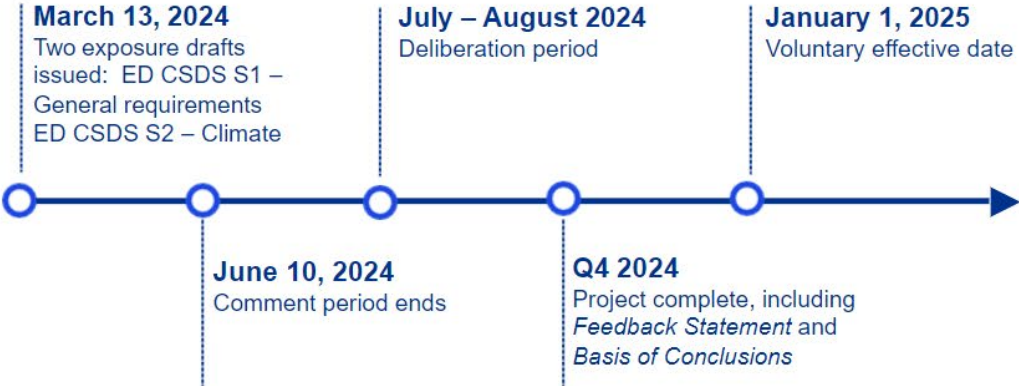 March 13, 2024
Two exposure drafts
issued:  ED CSDS S1 –
General requirements
ED CSDS S2 – Climate
June 10, 2024
Comment period ends
July – August 2024
Deliberation period
Q4 2024
Project complete, including
Feedback Statement and
Basis of Conclusions
January 1, 2025
Voluntary effective date